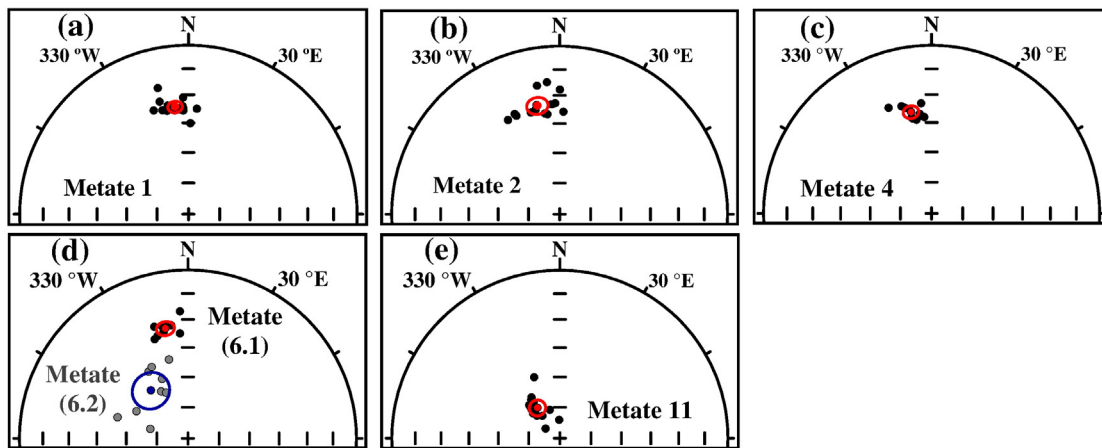 (a)
N
330 ºW
30 ºE
Metate 1
(b)
N
330 ºW
30 ºE
Metate 2
(c)
N
330 °W
30 °E
Metate 4
(d)
N
330 °W
30 °E
Metate
(6.1)
Metate
(6.2)
(e)
N
330 °W
30 °E
Metate 11